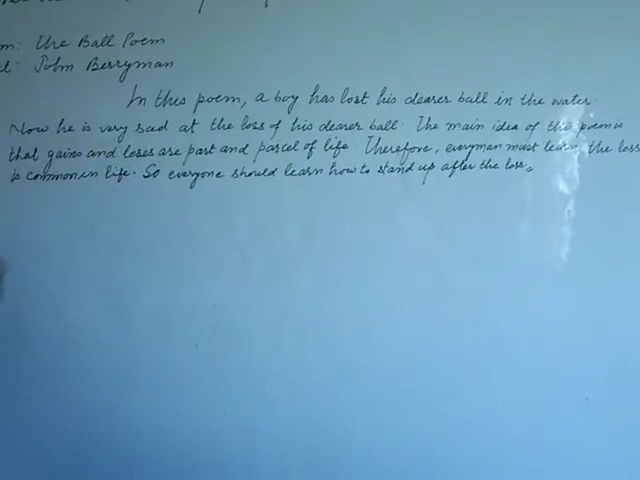 m: The Ball Poem
t: John Berryman
In this poem, a boy has lost his dearer ball in the water.
Now he is very sad at the loss of his dearer ball. The main idea of the poem is
that gains and loses are part and parcel of life. Therefore, everyman must learn the loss
is common in life. So everyone should learn how to stand up after the loss.